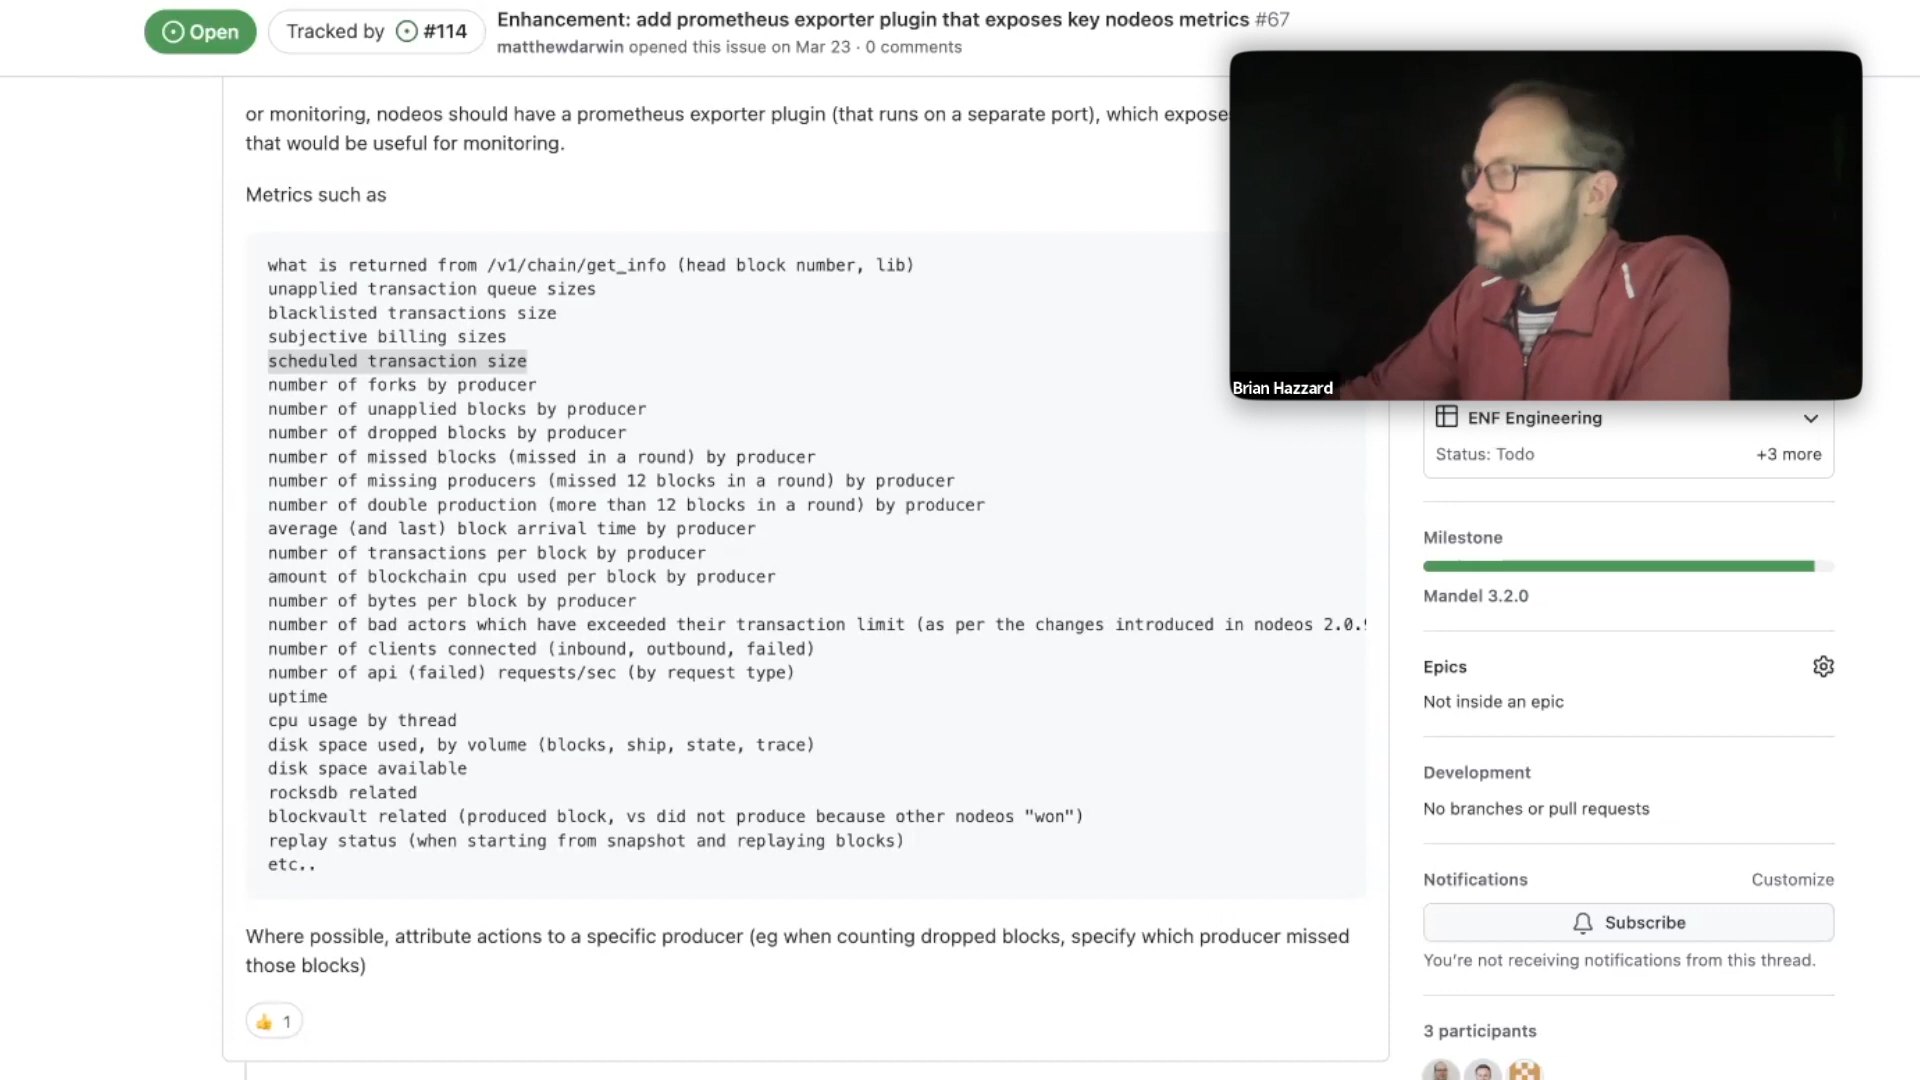 Open
Tracked by #114
Enhancement: add prometheus exporter plugin that exposes key nodeos metrics #67
matthewdarwin opened this issue on Mar 23 · 0 comments
or monitoring, nodeos should have a prometheus exporter plugin (that runs on a separate port), which
that would be useful for monitoring.
Metrics such as
what is returned from /v1/chain/get_info (head block number, lib)
unapplied transaction queue sizes
blacklisted transactions size
subjective billing sizes
scheduled transaction size
number of forks by producer
number of unapplied blocks by producer
number of dropped blocks by producer
number of missed blocks (missed in a round) by producer
number of missing producers (missed 12 blocks in a round) by producer
number of double production (more than 12 blocks in a round) by producer
average (and last) block arrival time by producer
number of transactions per block by producer
amount of blockchain cpu used per block by producer
number of bytes per block by producer
number of bad actors which have exceeded their transaction limit (as per the changes introduced in nodeos 2.0.
number of clients connected (inbound, outbound, failed)
number of api (failed) requests/sec (by request type)
uptime
cpu usage by thread
disk space used, by volume (blocks, ship, state, trace)
disk space available
rocksdb related
blockvault related (produced block, vs did not produce because other nodeos "won")
replay status (when starting from snapshot and replaying blocks)
etc..
Where possible, attribute actions to a specific producer (eg when counting dropped blocks, specify which producer missed
those blocks)
👍 1
Brian Hazzard
ENF Engineering
Status: Todo +3 more
Milestone
Mandel 3.2.0
Epics
Not inside an epic
Development
No branches or pull requests
Notifications Customize
Subscribe
You're not receiving notifications from this thread.
3 participants